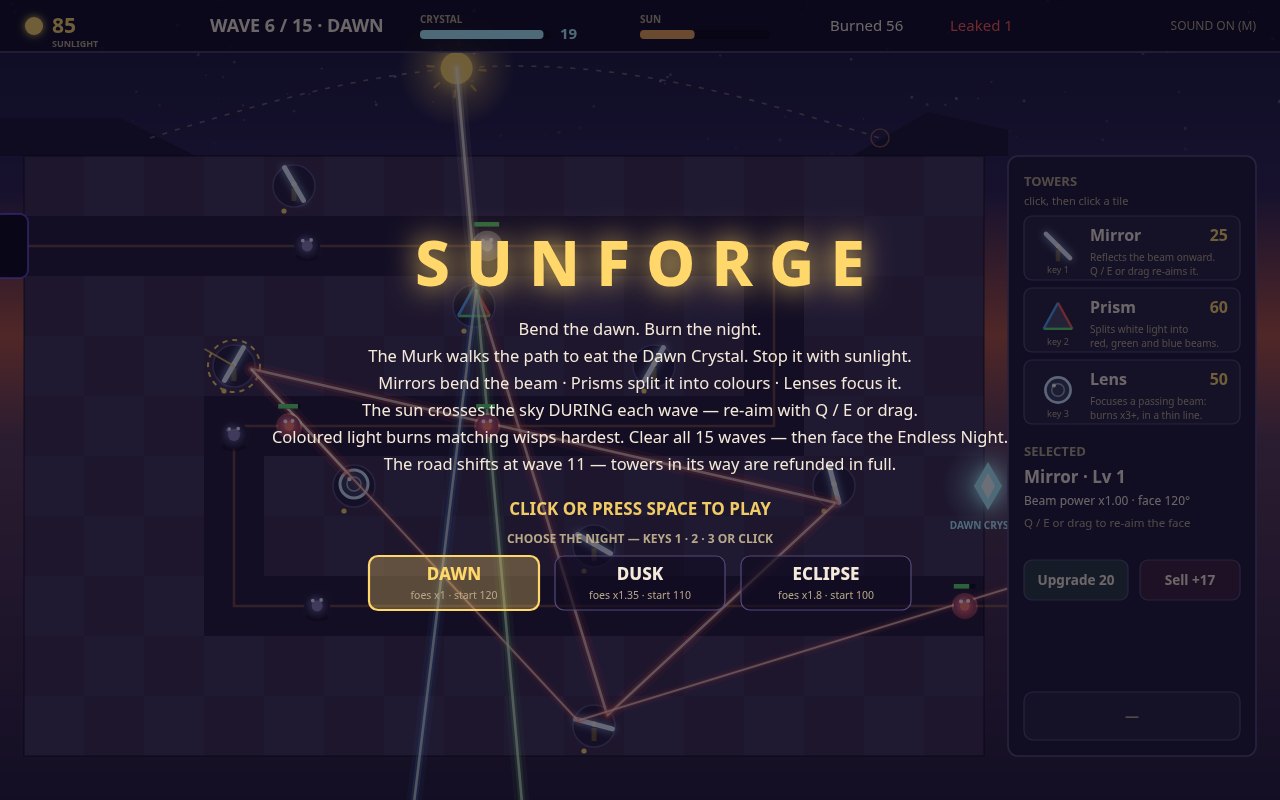 85
SUNLIGHT
WAVE 6 / 15 · DAWN
CRYSTAL
19
SUN
Burned 56
Leaked 1
SOUND ON (M)
SUNFORGE
Bend the dawn. Burn the night.
The Murk walks the path to eat the Dawn Crystal. Stop it with sunlight.
Mirrors bend the beam · Prisms split it into colours · Lenses focus it.
The sun crosses the sky DURING each wave — re-aim with Q / E or drag.
Coloured light burns matching wisps hardest. Clear all 15 waves — then face the Endless Night.
The road shifts at wave 11 — towers in its way are refunded in full.
CLICK OR PRESS SPACE TO PLAY
CHOOSE THE NIGHT — KEYS 1 · 2 · 3 OR CLICK
DAWN
foes x1 · start 120
DUSK
foes x1.35 · start 110
ECLIPSE
foes x1.8 · start 100
DAWN CRYS
TOWERS
click, then click a tile
Mirror 25
Reflects the beam onward.
key 1 Q / E or drag re-aims it.
Prism 60
Splits white light into
key 2 red, green and blue beams.
Lens 50
Focuses a passing beam:
key 3 burns x3+, in a thin line.
SELECTED
Mirror · Lv 1
Beam power x1.00 · face 120°
Q / E or drag to re-aim the face
Upgrade 20
Sell +17
—